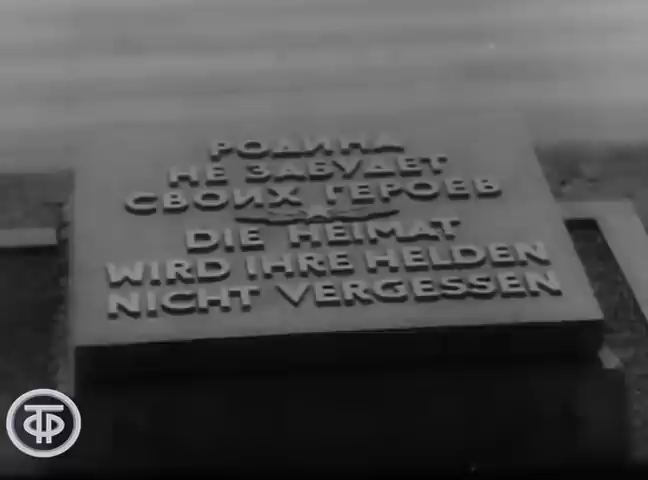 РОДИНА
НЕ ЗАБУДЕТ
СВОИХ ГЕРОЕВ
DIE HEIMAT
WIRD IHRE HELDEN
NICHT VERGESSEN